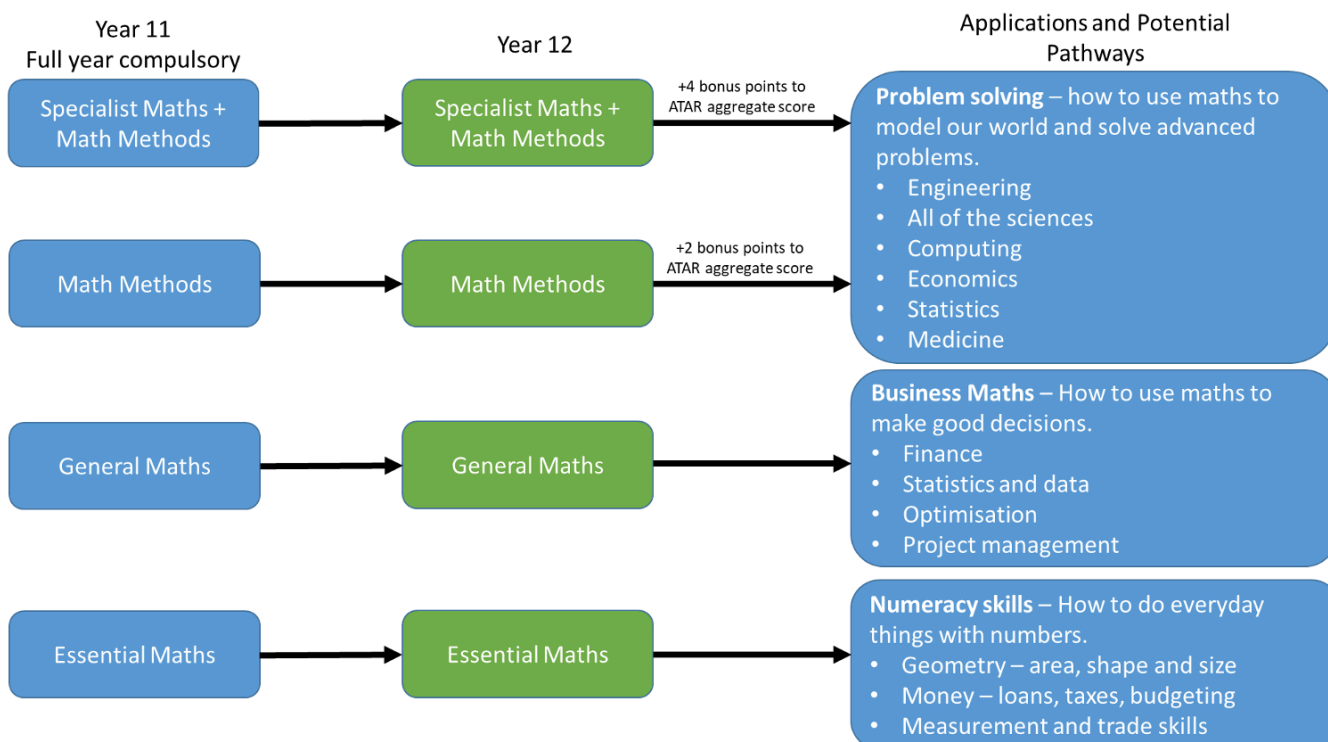 Year 11
Full year compulsory
Year 12
Applications and Potential
Pathways
Specialist Maths +
Math Methods
Specialist Maths +
Math Methods
+4 bonus points to
ATAR aggregate score
Problem solving – how to use maths to
model our world and solve advanced
problems.
• Engineering
• All of the sciences
• Computing
• Economics
• Statistics
• Medicine
Math Methods
Math Methods
+2 bonus points to
ATAR aggregate score
General Maths
General Maths
Business Maths – How to use maths to
make good decisions.
• Finance
• Statistics and data
• Optimisation
• Project management
Essential Maths
Essential Maths
Numeracy skills – How to do everyday
things with numbers.
• Geometry – area, shape and size
• Money – loans, taxes, budgeting
• Measurement and trade skills